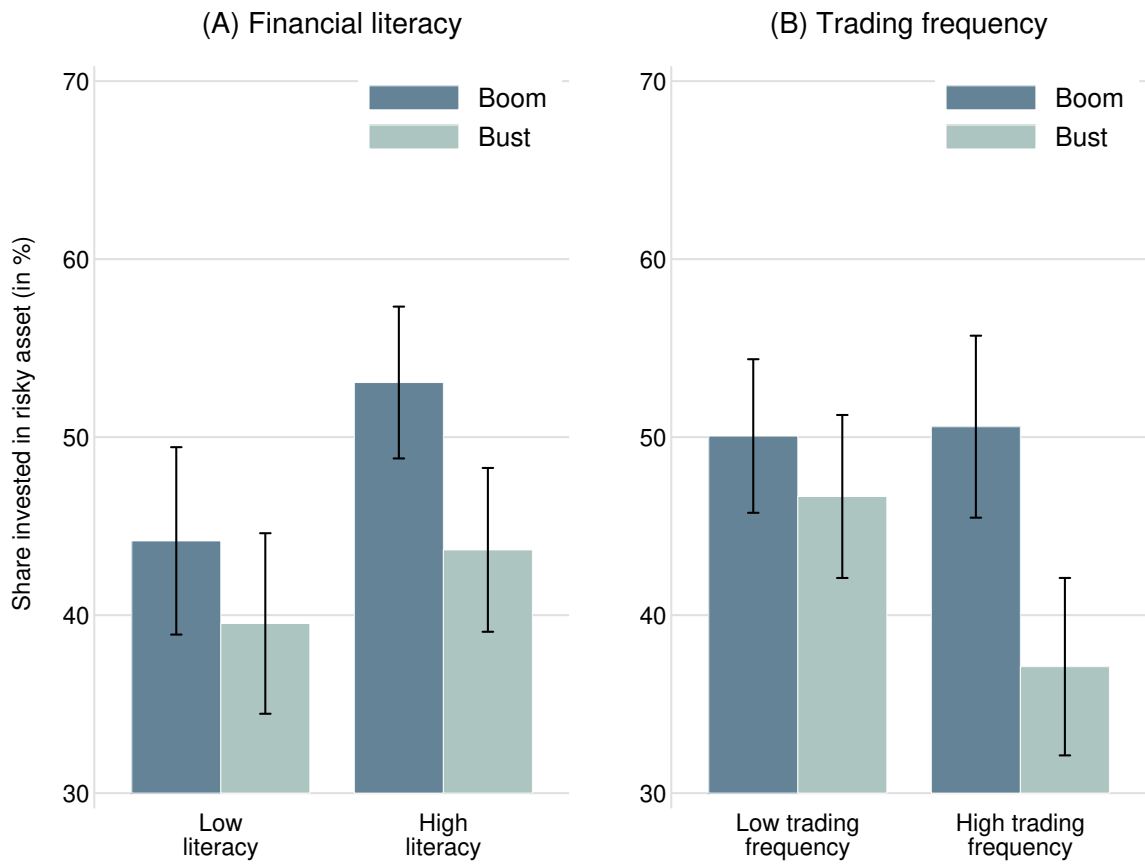 (A) Financial literacy
Share invested in risky asset (in %)
70
60
50
40
30
Boom
Bust
Low
literacy
High
literacy
(B) Trading frequency
70
60
50
40
30
Boom
Bust
Low trading
frequency
High trading
frequency